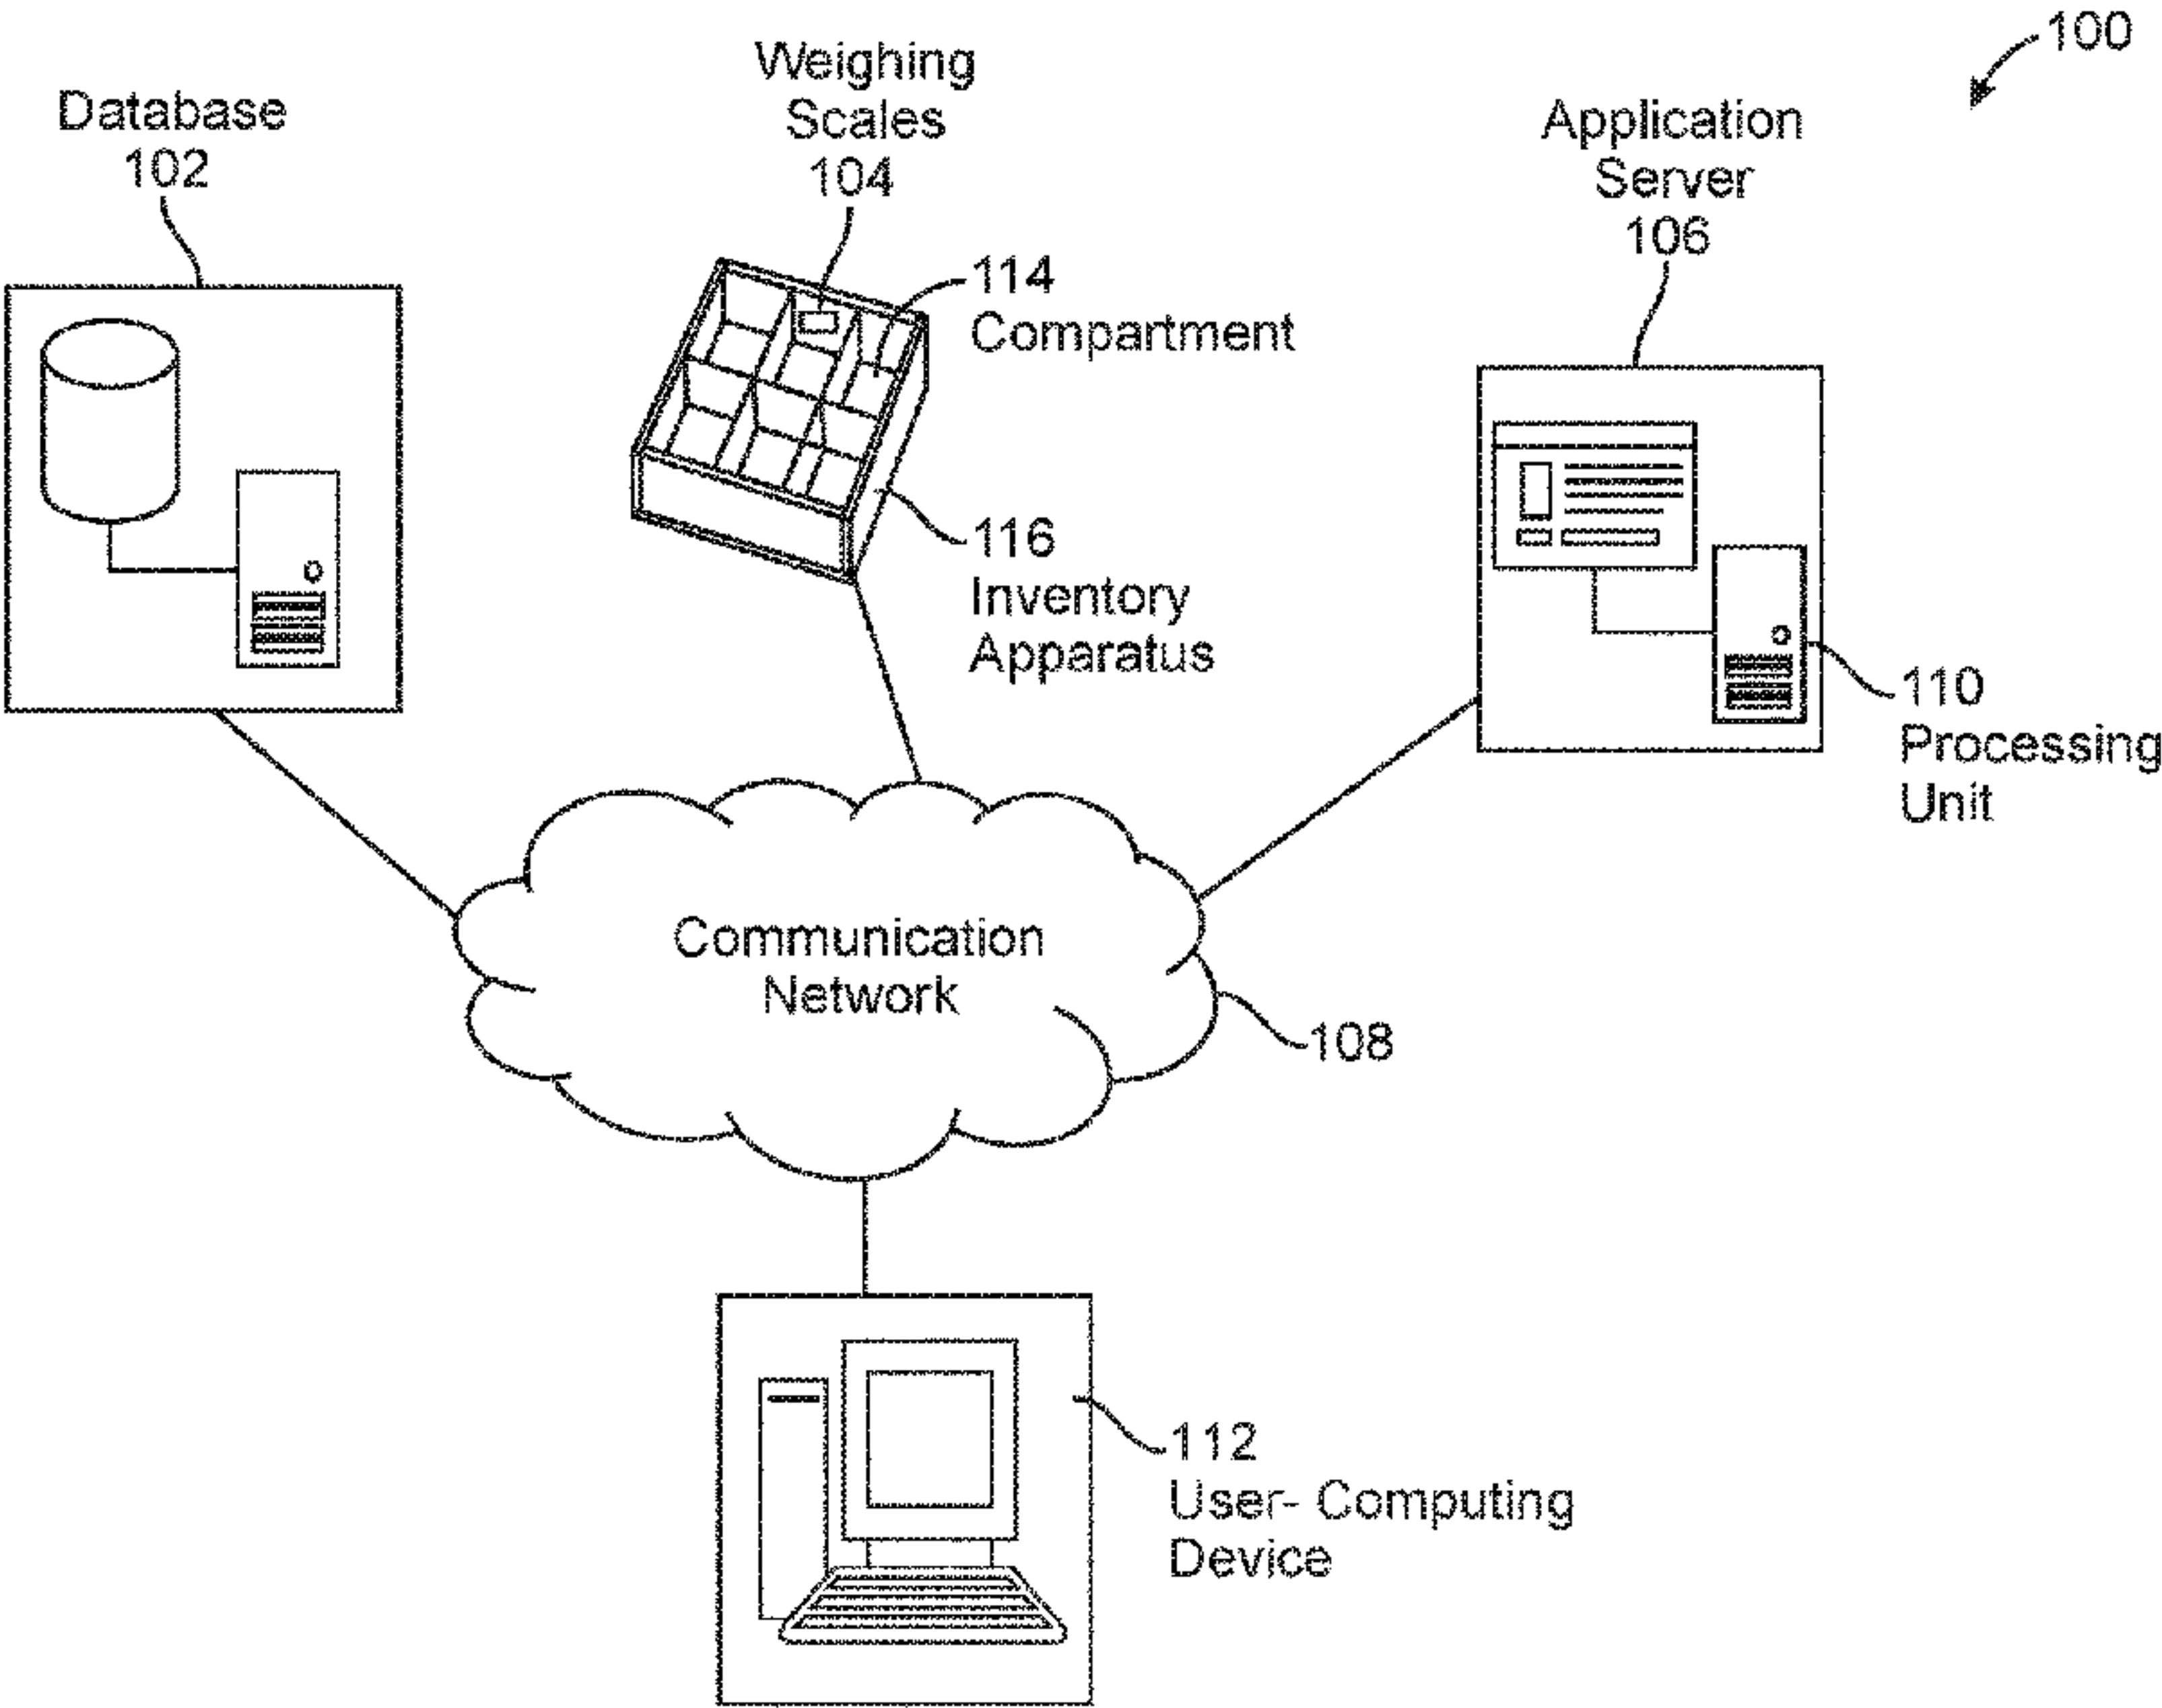 100
Database
102
Weighing
Scales
104
Application
Server
106
114
Compartment
116
Inventory
Apparatus
110
Processing
Unit
Communication
Network
108
112
User- Computing
Device